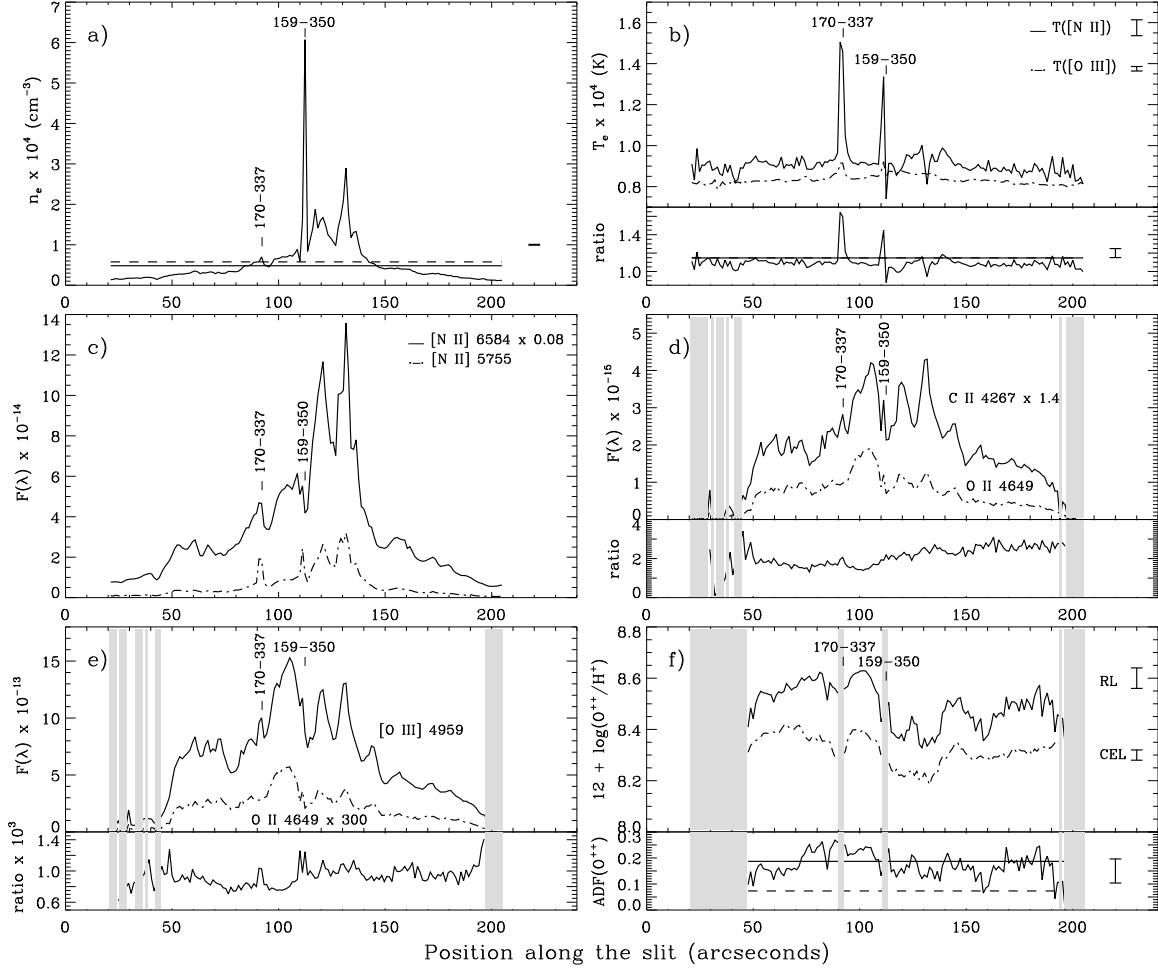 a)
159−350
170−337
n_e x 10^4 (cm^−3)
7
6
5
4
3
2
1
0
0 50 100 150 200
b)
170−337
159−350
T([N II])
T([O III])
T_e x 10^4 (K)
1.6
1.4
1.2
1.0
0.8
ratio
1.4
1.0
0 50 100 150 200
c)
[N II] 6584 x 0.08
[N II] 5755
170−337
159−350
F(λ) x 10^−14
14
12
10
8
6
4
2
0
0 50 100 150 200
d)
170−337
159−350
C II 4267 x 1.4
O II 4649
F(λ) x 10^−15
5
4
3
2
1
0
ratio
4
2
0
0 50 100 150 200
e)
170−337
159−350
[O III] 4959
O II 4649 x 300
F(λ) x 10^−13
15
10
5
0
ratio x 10^3
1.4
1.0
0.6
0 50 100 150 200
f)
170−337
159−350
RL
CEL
12 + log(O^++/H^+)
8.8
8.6
8.4
8.2
8.0
ADF(O^++)
0.3
0.2
0.1
0.0
0 50 100 150 200
Position along the slit (arcseconds)